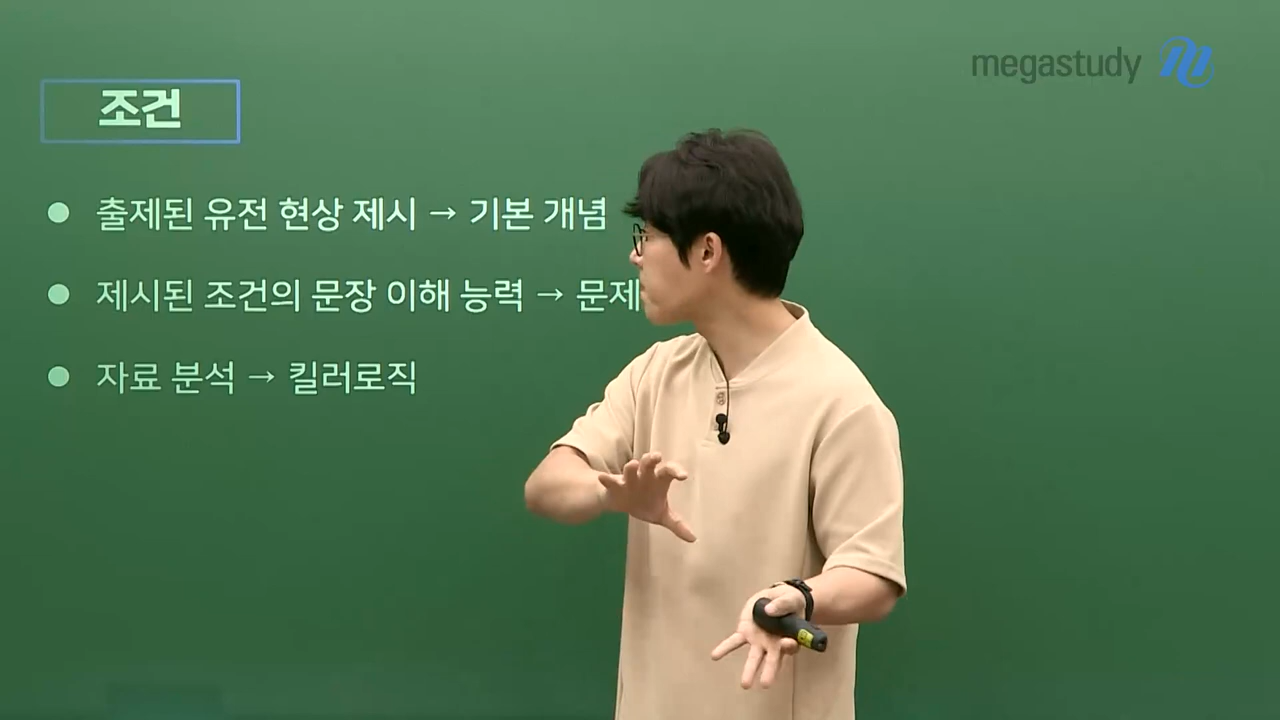 megastudy
조건
출제된 유전 현상 제시 → 기본 개념
제시된 조건의 문장 이해 능력 → 문제
자료 분석 → 킬러로직